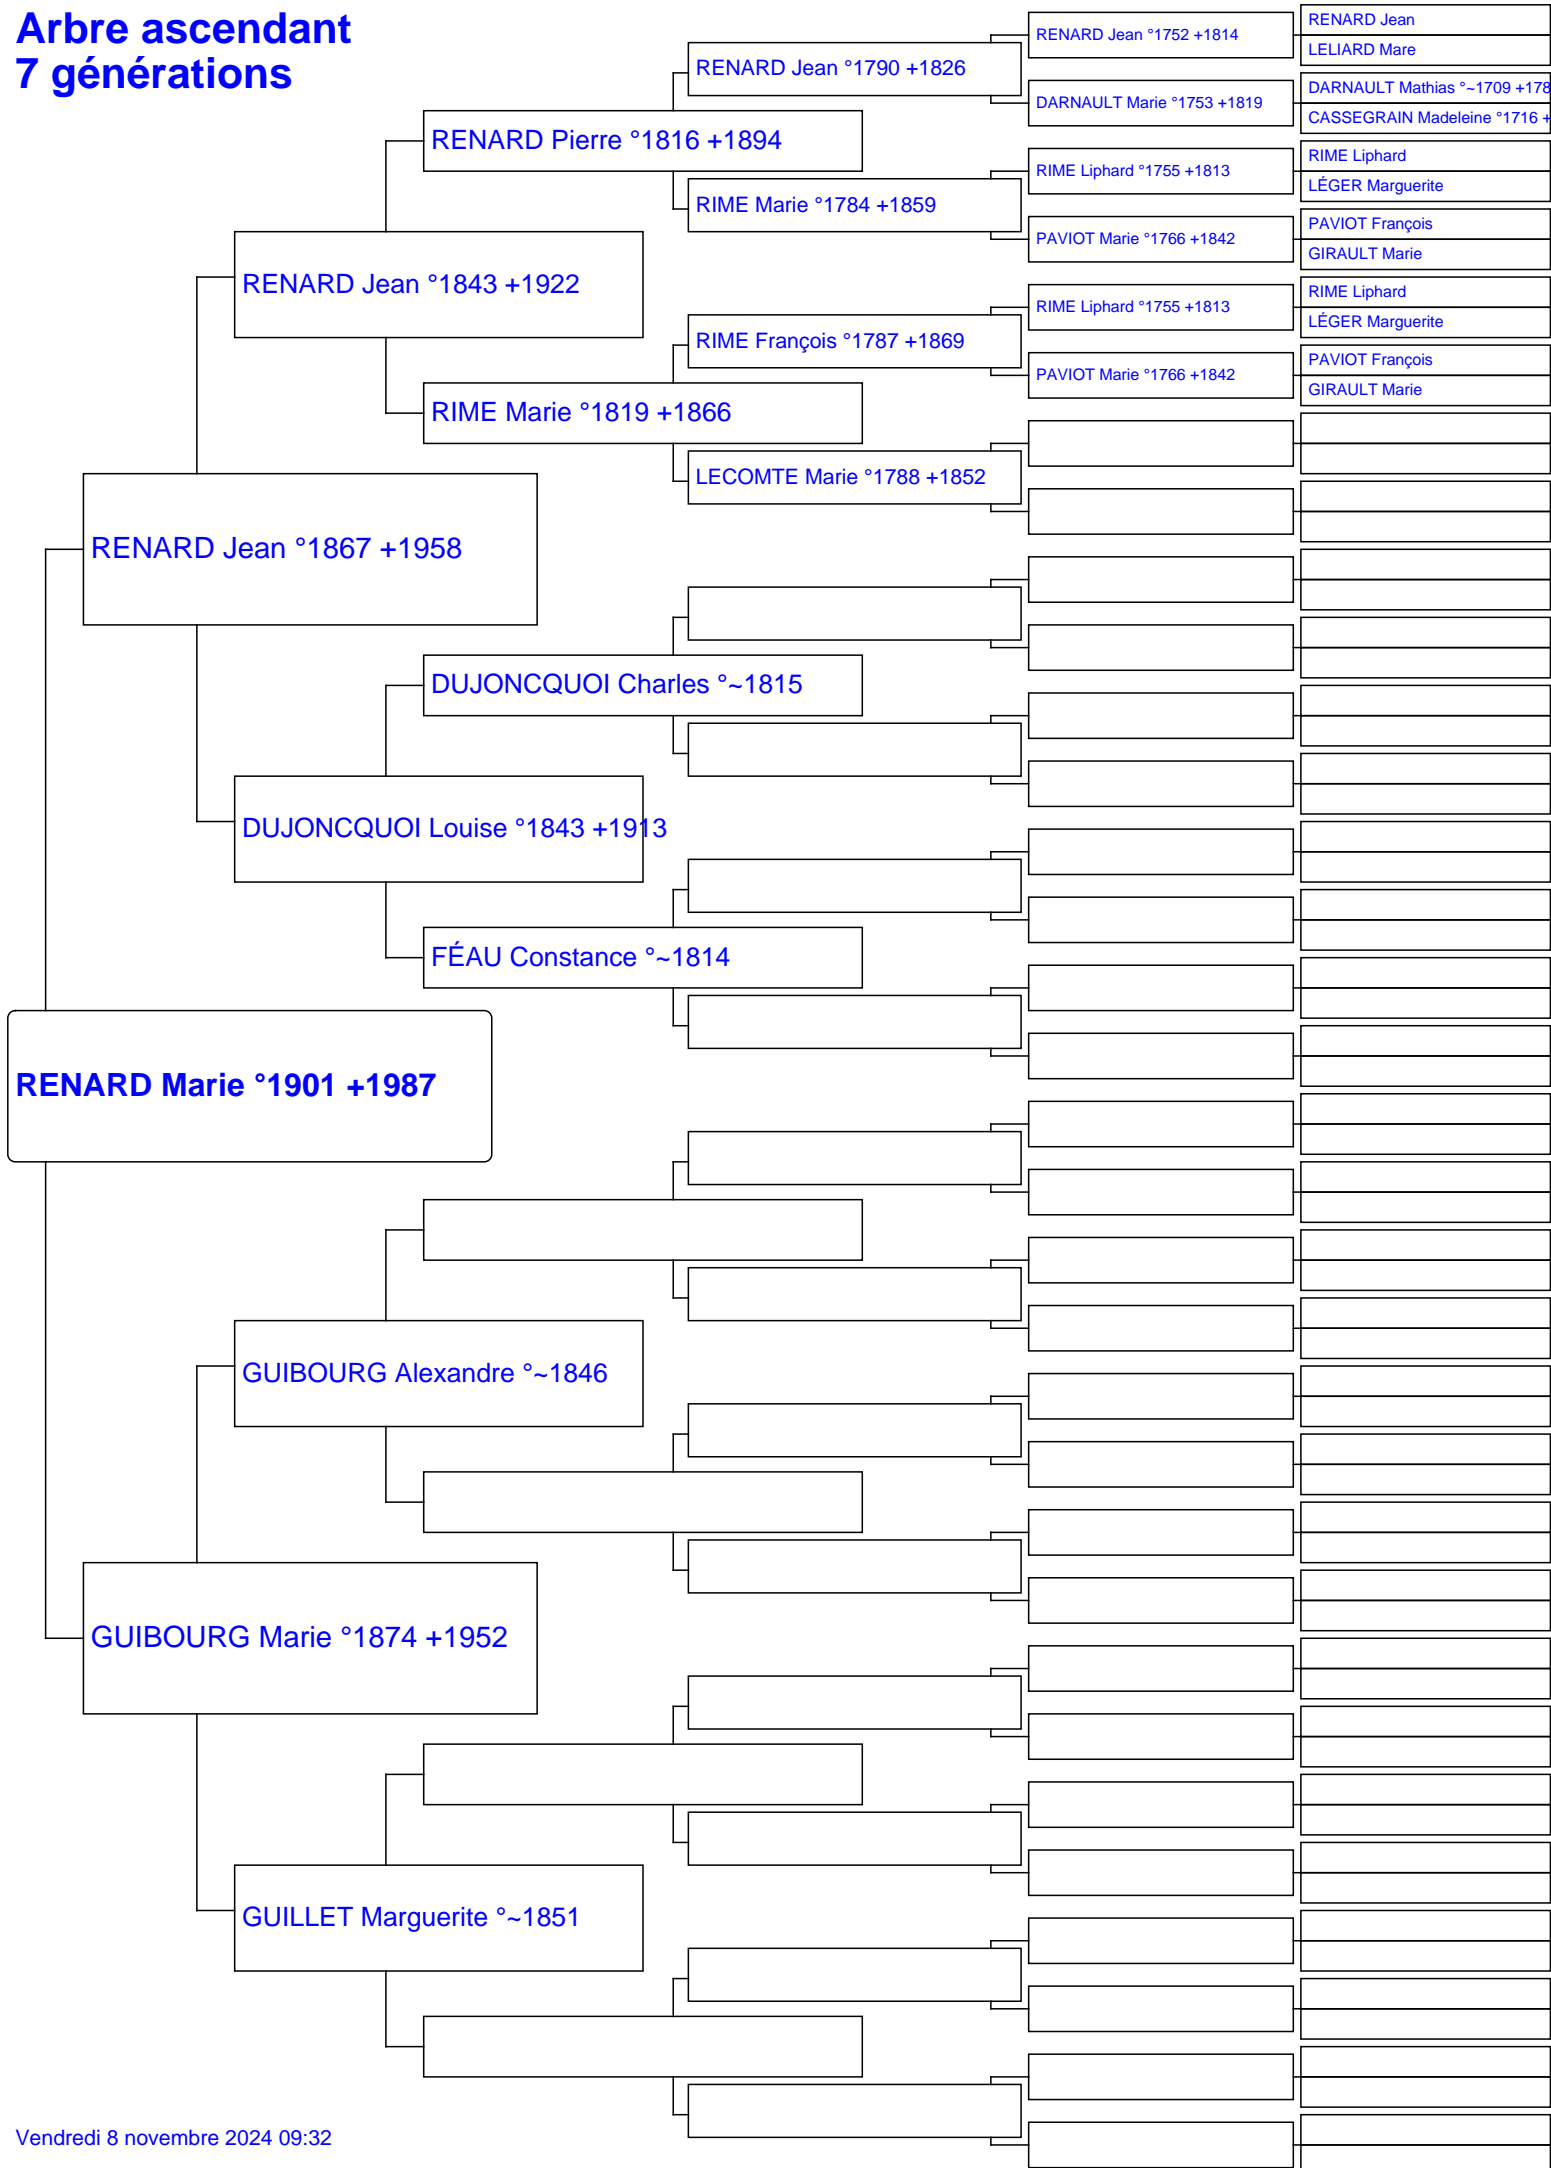 Arbre ascendant
7 générations
RENARD Marie °1901 +1987
RENARD Jean °1867 +1958
GUIBOURG Marie °1874 +1952
RENARD Jean °1843 +1922
DUJONCQUOI Louise °1843 +1913
GUIBOURG Alexandre °~1846
GUILLET Marguerite °~1851
RENARD Pierre °1816 +1894
RIME Marie °1819 +1866
DUJONCQUOI Charles °~1815
FÉAU Constance °~1814
RENARD Jean °1790 +1826
RIME Marie °1784 +1859
RIME François °1787 +1869
LECOMTE Marie °1788 +1852
RENARD Jean °1752 +1814
DARNAULT Marie °1753 +1819
RIME Liphard °1755 +1813
PAVIOT Marie °1766 +1842
RIME Liphard °1755 +1813
PAVIOT Marie °1766 +1842
RENARD Jean
LELIARD Mare
DARNAULT Mathias °~1709 +178
CASSEGRAIN Madeleine °1716 +
RIME Liphard
LÉGER Marguerite
PAVIOT François
GIRAULT Marie
RIME Liphard
LÉGER Marguerite
PAVIOT François
GIRAULT Marie
Vendredi 8 novembre 2024 09:32